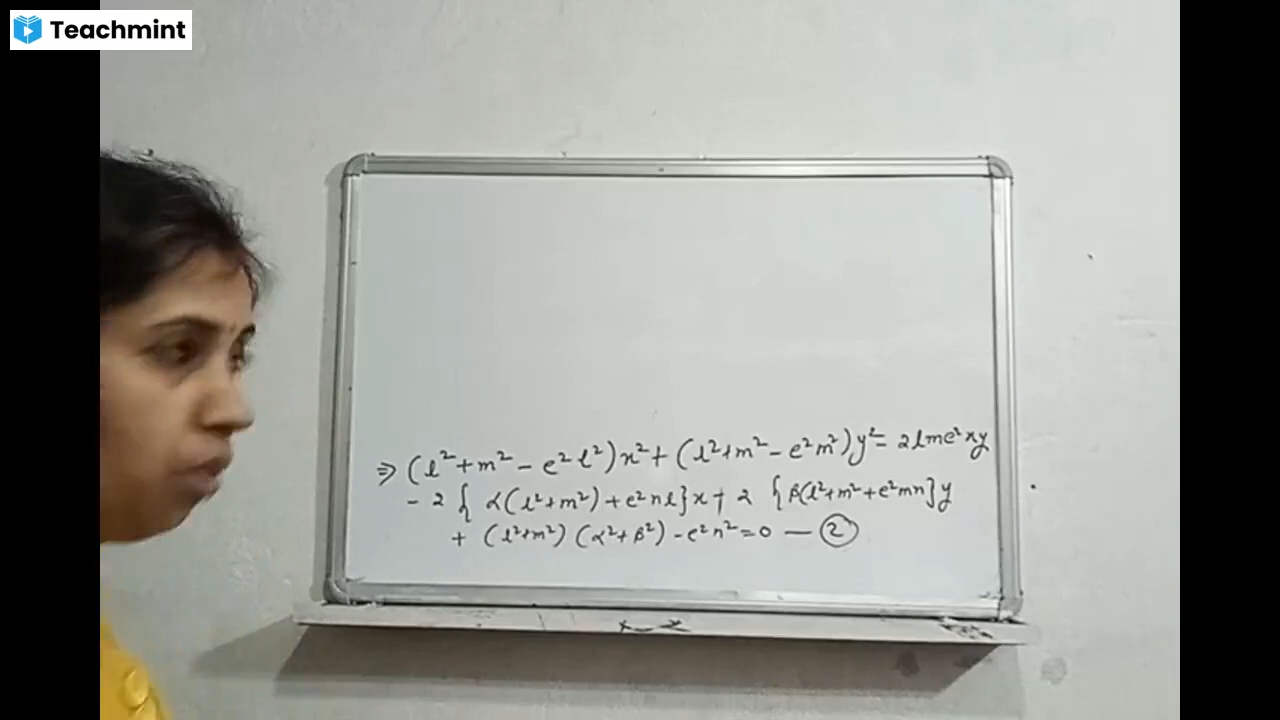 Teachmint
⇒ (l²+m² - e²l²)x² + (l²+m² - e²m²)y² = 2lme²xy
- 2 { α(l²+m²) + e²nl}x + 2 {β(l²+m²+e²mn}y
+ (l²+m²) (α²+β²) - e²n² = 0 — ②